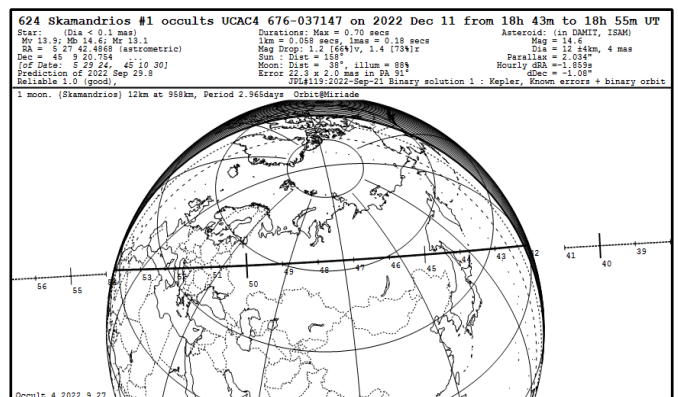 624 Skamandrios #1 occults UCAC4 676-037147 on 2022 Dec 11 from 18h 43m to 18h 55m UT
Star: (Dia < 0.1 mas)
Mv 13.9; Mb 14.6; Mr 13.1
RA = 5 27 42.4868 (astrometric)
Dec = 45 9 20.754 ...
[of Date: 5 29 24, 45 10 30]
Prediction of 2022 Sep 29.8
Reliable 1.0 (good),
Durations: Max = 0.70 secs
1km = 0.058 secs, 1mas = 0.18 secs
Mag Drop: 1.2 [66%]v, 1.4 [73%]r
Sun : Dist = 158°
Moon: Dist = 38°, illum = 88%
Error 22.3 x 2.0 mas in PA 91°
Asteroid: (in DAMIT, ISAM)
Mag = 14.6
Dia = 12 ±4km, 4 mas
Parallax = 2.034"
Hourly dRA =-1.859s
dDec = -1.08"
JPL#119:2022-Sep-21 Binary solution 1 : Kepler, Known errors + binary orbit
1 moon. {Skamandrios} 12km at 958km, Period 2.965days Orbit@Miriade
56
55
53
51
50
49
48
47
46
45
44
43
42
41
40
39
Occult 4.2022.9.27